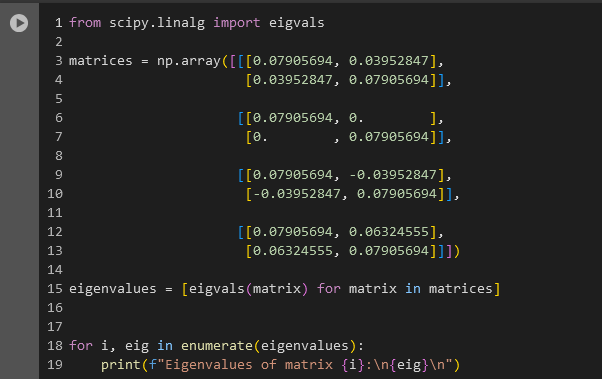 1 from scipy.linalg import eigvals
2
3 matrices = np.array([[[0.07905694, 0.03952847],
4                       [0.03952847, 0.07905694]],
5
6                      [[0.07905694, 0.        ],
7                       [0.        , 0.07905694]],
8
9                      [[0.07905694, -0.03952847],
10                       [-0.03952847, 0.07905694]],
11
12                      [[0.07905694, 0.06324555],
13                       [0.06324555, 0.07905694]]])
14
15 eigenvalues = [eigvals(matrix) for matrix in matrices]
16
17
18 for i, eig in enumerate(eigenvalues):
19     print(f"Eigenvalues of matrix {i}:\n{eig}\n")